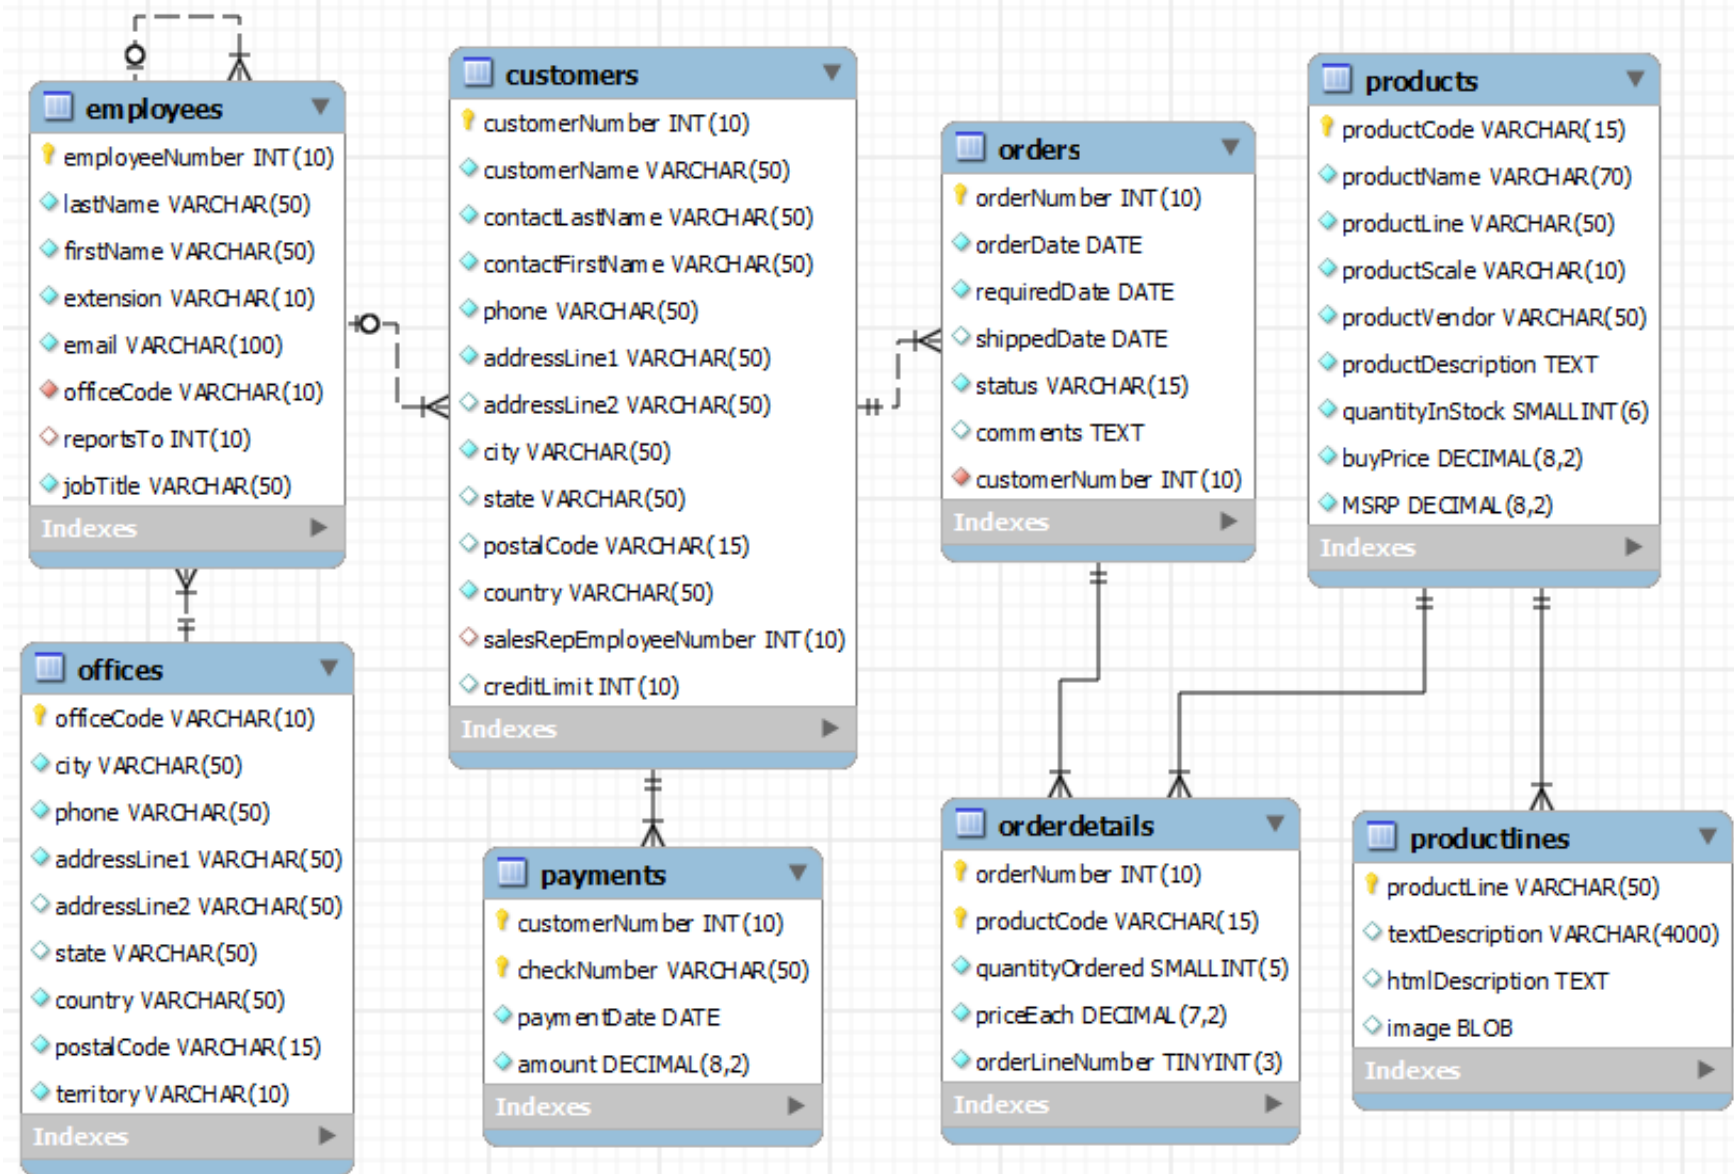 employees
employeeNumber INT(10)
lastName VARCHAR(50)
firstName VARCHAR(50)
extension VARCHAR(10)
email VARCHAR(100)
officeCode VARCHAR(10)
reportsTo INT(10)
jobTitle VARCHAR(50)
Indexes
offices
officeCode VARCHAR(10)
city VARCHAR(50)
phone VARCHAR(50)
addressLine1 VARCHAR(50)
addressLine2 VARCHAR(50)
state VARCHAR(50)
country VARCHAR(50)
postalCode VARCHAR(15)
territory VARCHAR(10)
Indexes
customers
customerNumber INT(10)
customerName VARCHAR(50)
contactLastName VARCHAR(50)
contactFirstName VARCHAR(50)
phone VARCHAR(50)
addressLine1 VARCHAR(50)
addressLine2 VARCHAR(50)
city VARCHAR(50)
state VARCHAR(50)
postalCode VARCHAR(15)
country VARCHAR(50)
salesRepEmployeeNumber INT(10)
creditLimit INT(10)
Indexes
payments
customerNumber INT(10)
checkNumber VARCHAR(50)
paymentDate DATE
amount DECIMAL(8,2)
Indexes
orders
orderNumber INT(10)
orderDate DATE
requiredDate DATE
shippedDate DATE
status VARCHAR(15)
comments TEXT
customerNumber INT(10)
Indexes
orderdetails
orderNumber INT(10)
productCode VARCHAR(15)
quantityOrdered SMALLINT(5)
priceEach DECIMAL(7,2)
orderLineNumber TINYINT(3)
Indexes
products
productCode VARCHAR(15)
productName VARCHAR(70)
productLine VARCHAR(50)
productScale VARCHAR(10)
productVendor VARCHAR(50)
productDescription TEXT
quantityInStock SMALLINT(6)
buyPrice DECIMAL(8,2)
MSRP DECIMAL(8,2)
Indexes
productlines
productLine VARCHAR(50)
textDescription VARCHAR(4000)
htmlDescription TEXT
image BLOB
Indexes